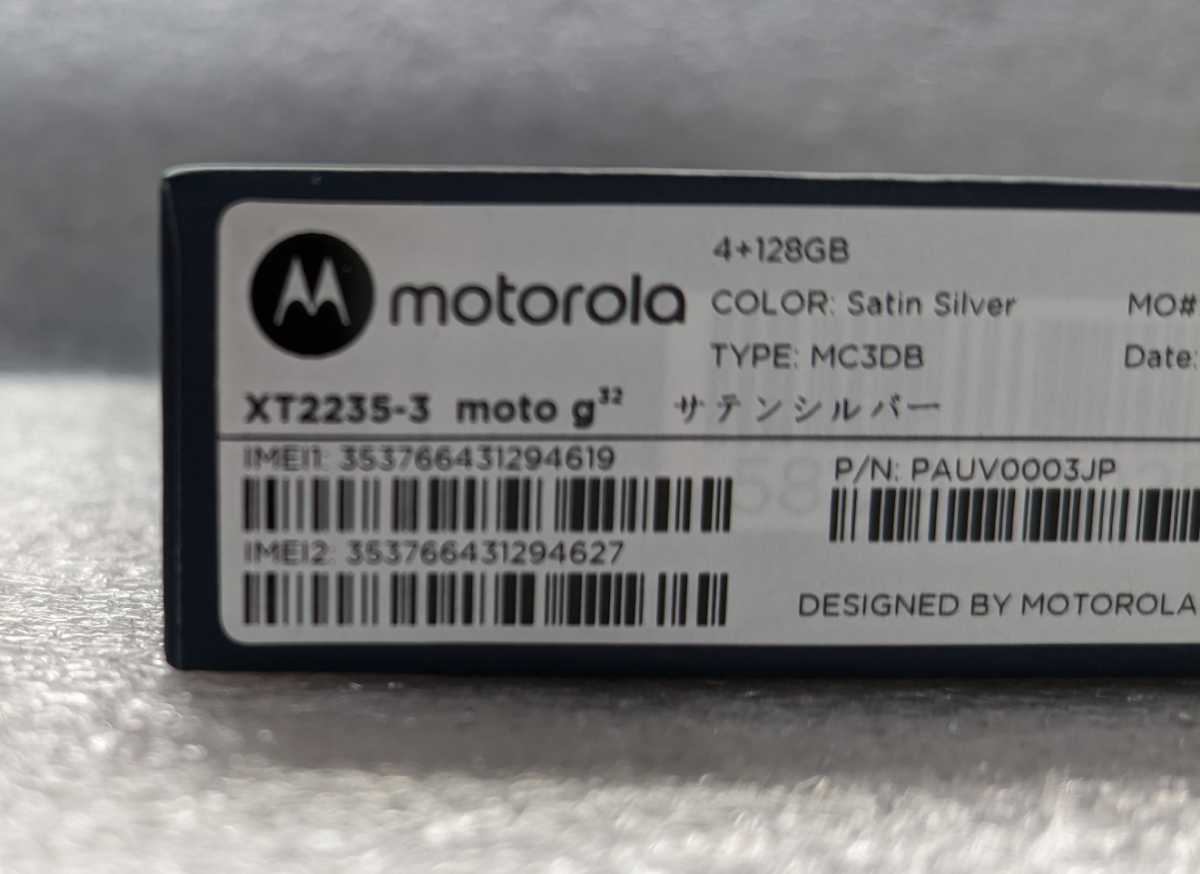 motorola
4+128GB
COLOR: Satin Silver
MO#
TYPE: MC3DB
Date:
XT2235-3 moto g³² サテンシルバー
IMEI1: 353766431294619
P/N: PAUV0003JP
IMEI2: 353766431294627
DESIGNED BY MOTOROLA